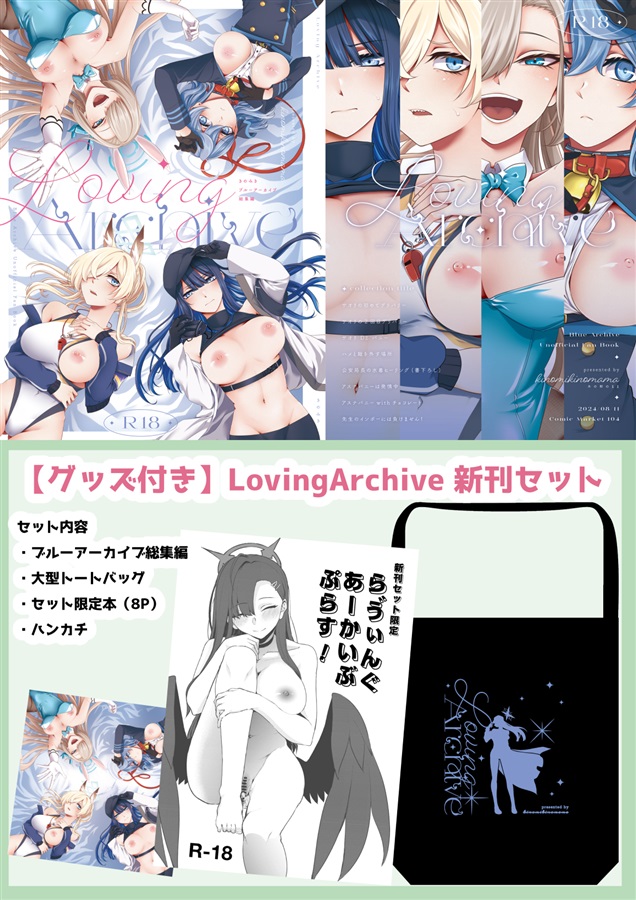 Loving
Archive
R18
R18
Loving
Archive
Blue Archive
Unofficial Fan Book
presented by
kinomikinomama
2024-08-11
Comic Market 104
【グッズ付き】LovingArchive 新刊セット
セット内容
・ブルーアーカイブ総集編
・大型トートバッグ
・セット限定本（8P）
・ハンカチ
新刊セット限定
らゔぃんぐ
あーかいぶ
ぷらす！
R-18
Loving
Archive
presented by
kinomikinomama